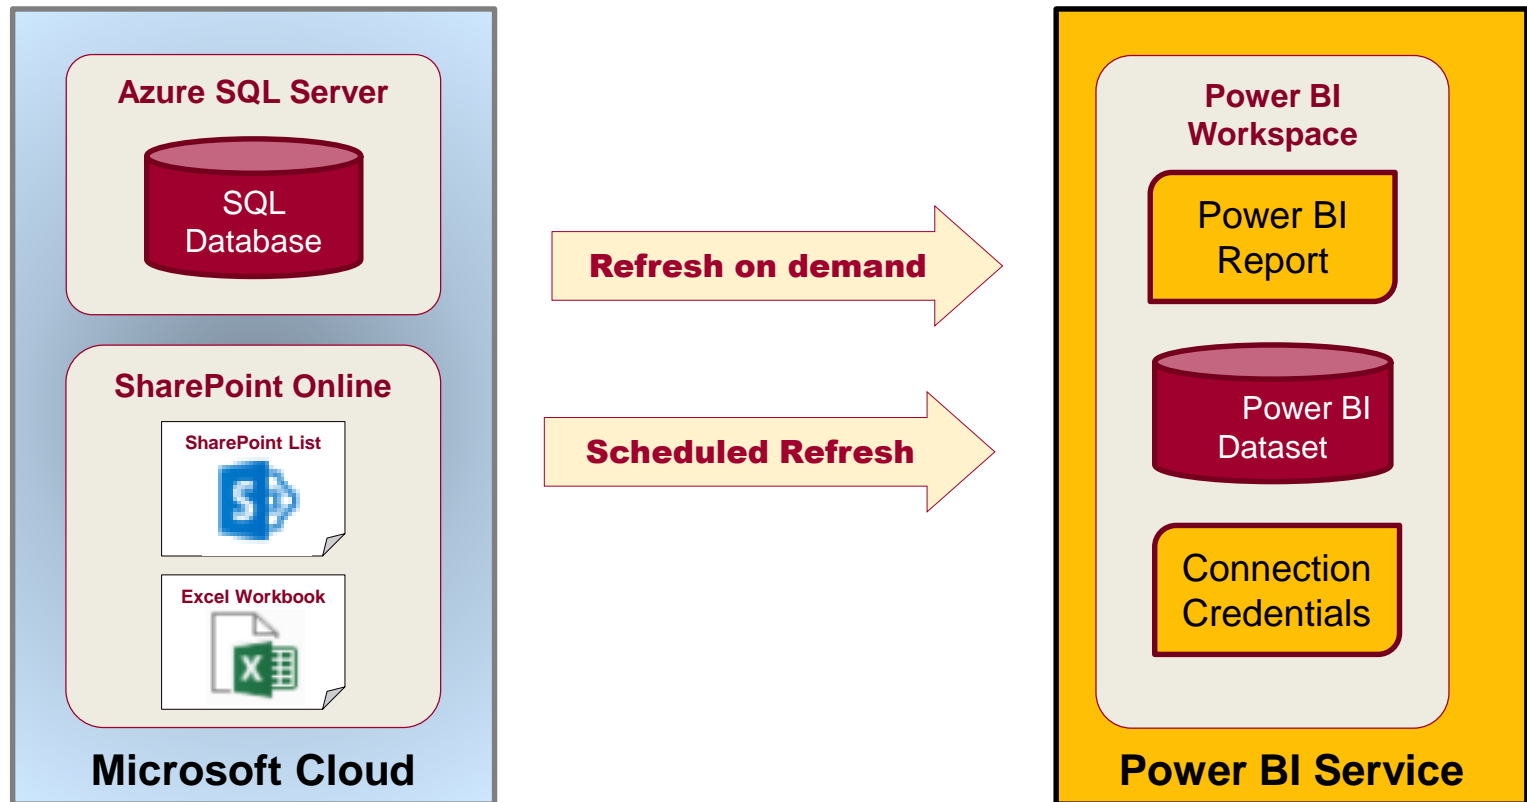 Azure SQL Server
SQL
Database
SharePoint Online
SharePoint List
S
Excel Workbook
X
Microsoft Cloud
Refresh on demand
Scheduled Refresh
Power BI
Workspace
Power BI
Report
Power BI
Dataset
Connection
Credentials
Power BI Service